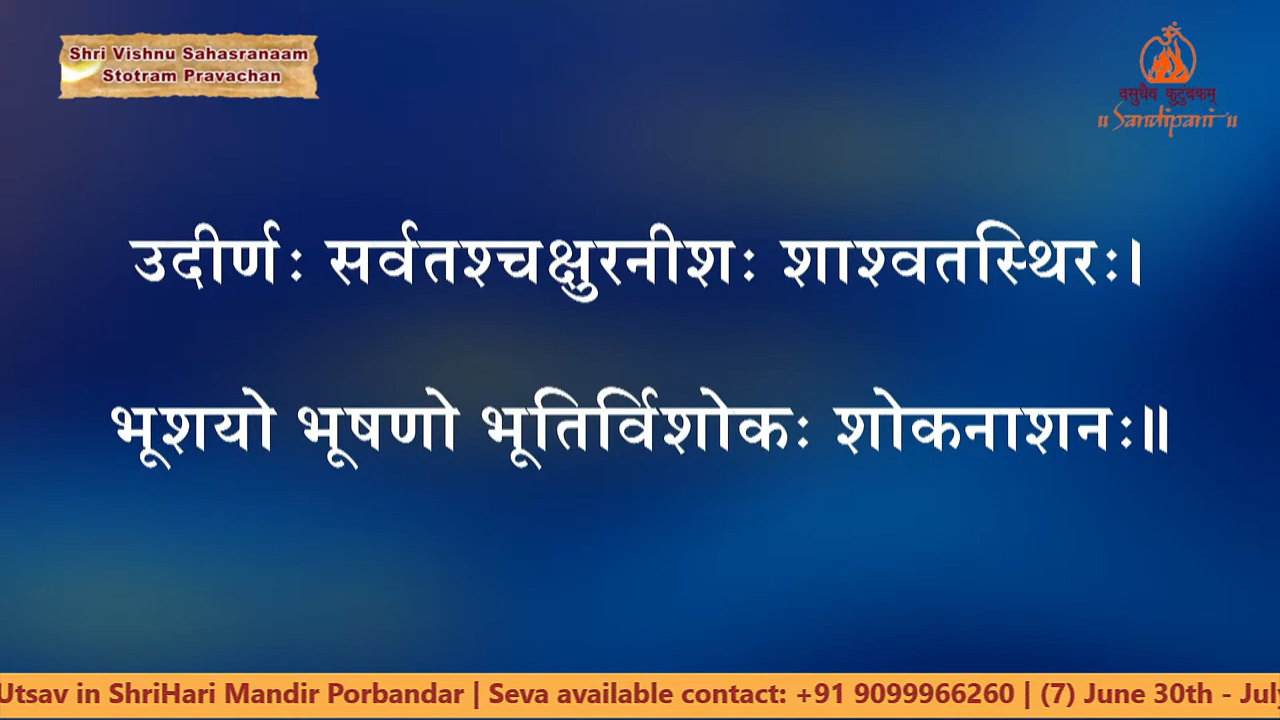 Shri Vishnu Sahasranaam
Stotram Pravachan
ॐ
वसुधैव कुटुंबकम्
॥ Sandipani ॥
उदीर्णः सर्वतश्चक्षुरनीशः शाश्वतस्थिरः।
भूशयो भूषणो भूतिर्विशोकः शोकनाशनः॥
Utsav in ShriHari Mandir Porbandar | Seva available contact: +91 9099966260 | (7) June 30th - July